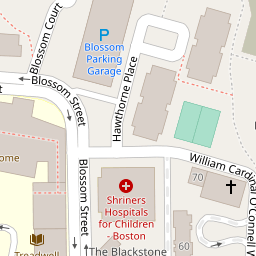 Blossom Court
P
Blossom
Parking
Garage
Hawthorne Place
Blossom Street
William Cardinal O'Connell
ome
Shriners
Hospitals
for Children
- Boston
Blossom Street
70
70
The Blackstone
Treadwell